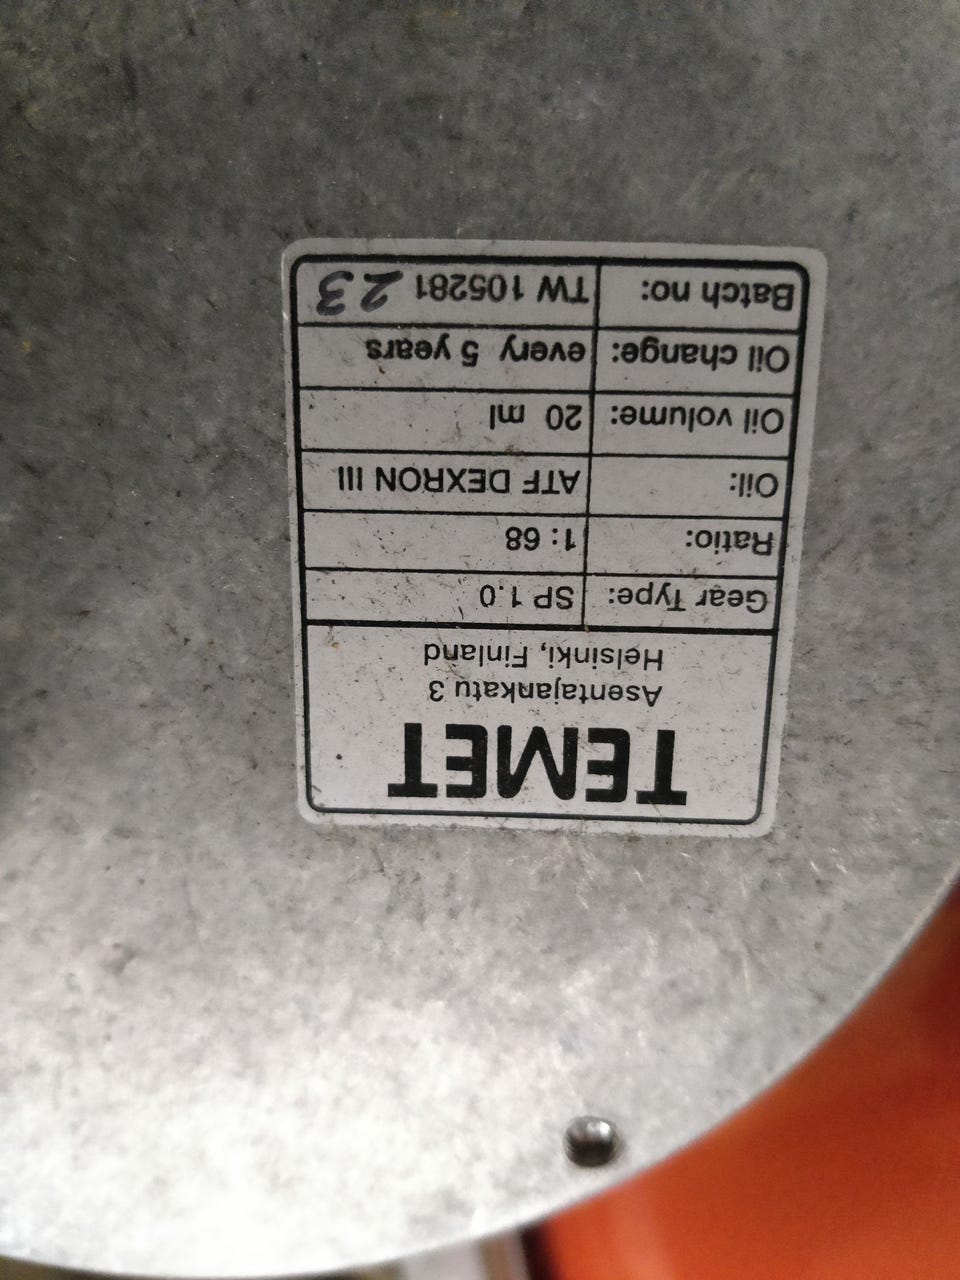 TEMET
Asentajankatu 3
Helsinki, Finland
Gear Type: SP 1.0
Ratio: 1: 68
Oil: ATF DEXRON III
Oil volume: 20 ml
Oil change: every 5 years
Batch no: TW 105281 23